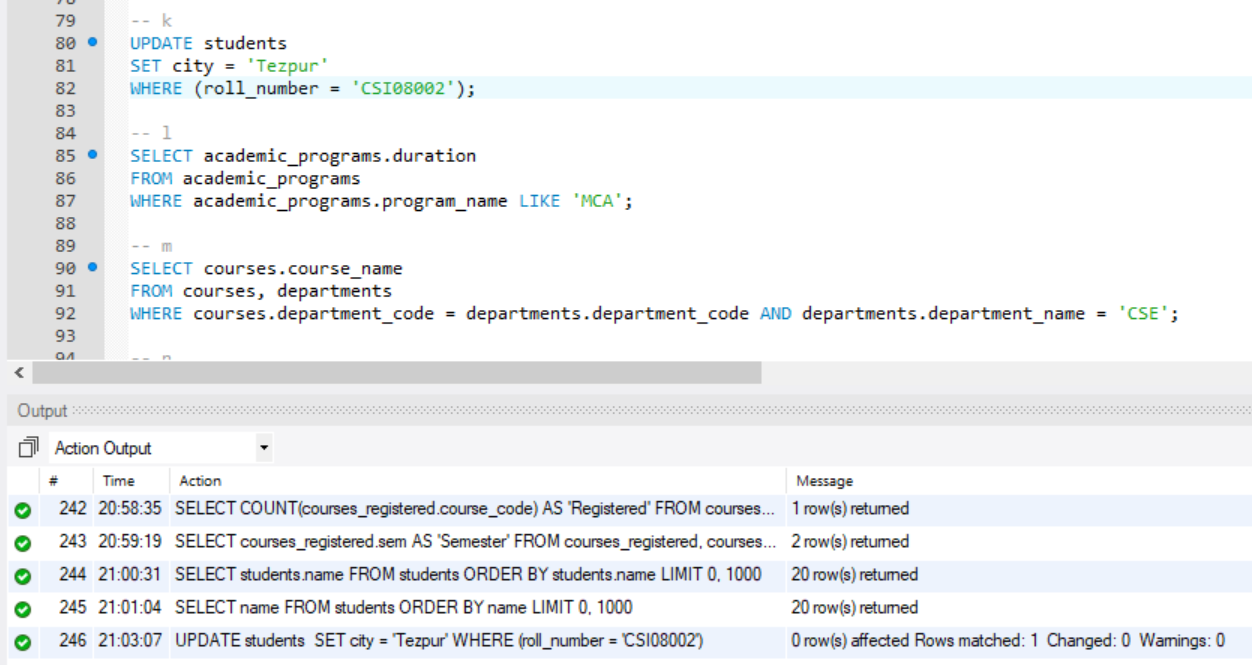 79 -- k
80 UPDATE students
81 SET city = 'Tezpur'
82 WHERE (roll_number = 'CSI08002');
83
84 -- l
85 SELECT academic_programs.duration
86 FROM academic_programs
87 WHERE academic_programs.program_name LIKE 'MCA';
88
89 -- m
90 SELECT courses.course_name
91 FROM courses, departments
92 WHERE courses.department_code = departments.department_code AND departments.department_name = 'CSE';
93
94
Output
Action Output
# Time Action Message
242 20:58:35 SELECT COUNT(courses_registered.course_code) AS 'Registered' FROM courses... 1 row(s) returned
243 20:59:19 SELECT courses_registered.sem AS 'Semester' FROM courses_registered, courses... 2 row(s) returned
244 21:00:31 SELECT students.name FROM students ORDER BY students.name LIMIT 0, 1000 20 row(s) returned
245 21:01:04 SELECT name FROM students ORDER BY name LIMIT 0, 1000 20 row(s) returned
246 21:03:07 UPDATE students SET city = 'Tezpur' WHERE (roll_number = 'CSI08002') 0 row(s) affected Rows matched: 1 Changed: 0 Warnings: 0